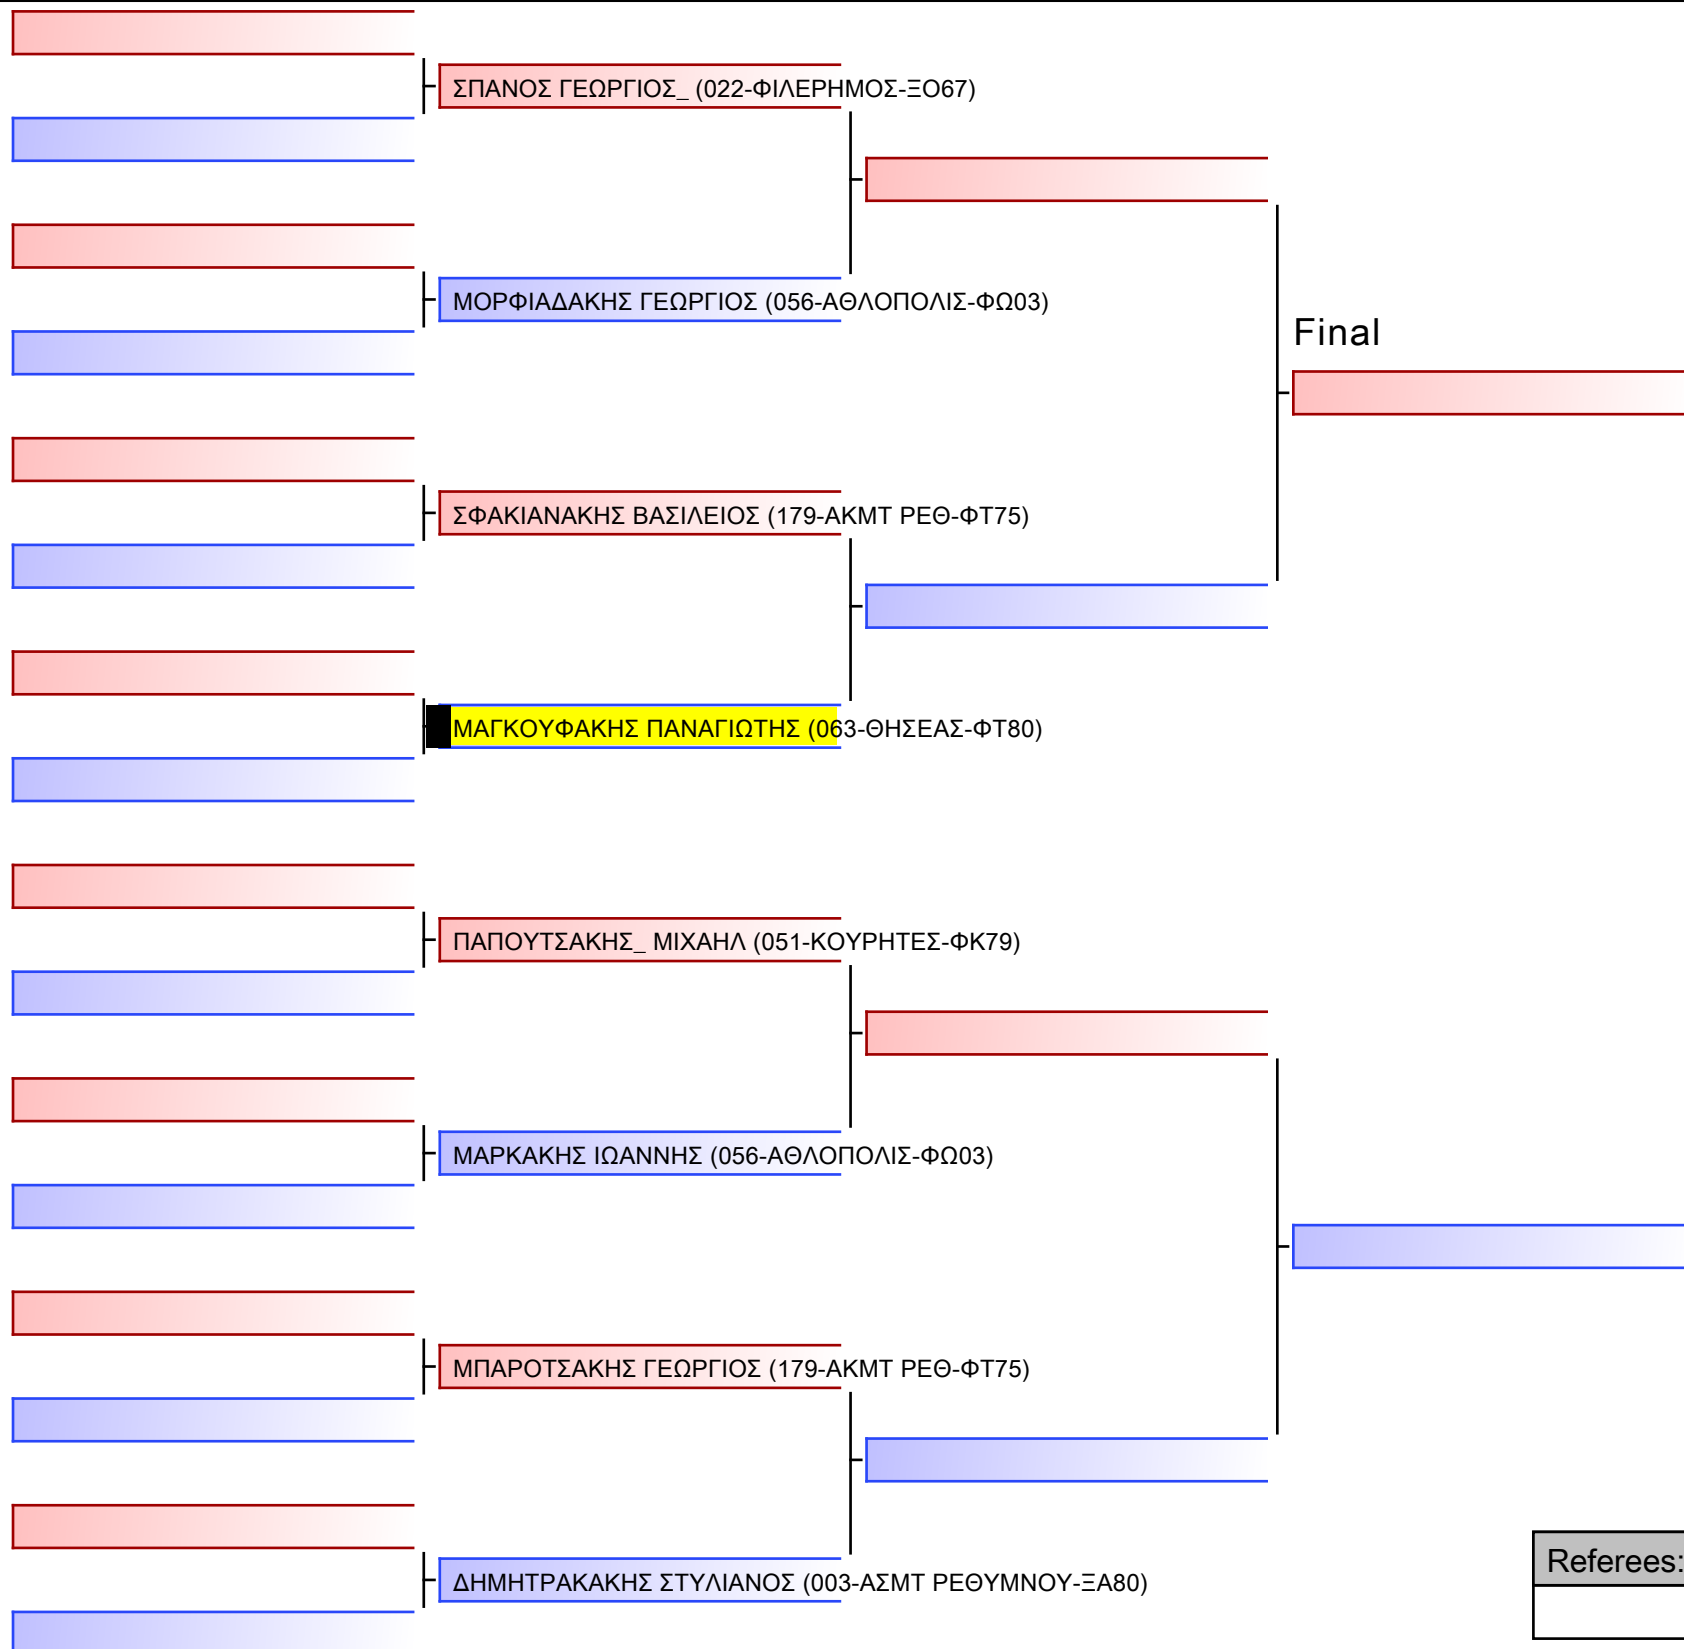 ΣΠΑΝΟΣ ΓΕΩΡΓΙΟΣ_ (022-ΦΙΛΕΡΗΜΟΣ-ΞΟ67)
ΜΟΡΦΙΑΔΑΚΗΣ ΓΕΩΡΓΙΟΣ (056-ΑΘΛΟΠΟΛΙΣ-ΦΩ03)
Final
ΣΦΑΚΙΑΝΑΚΗΣ ΒΑΣΙΛΕΙΟΣ (179-ΑΚΜΤ ΡΕΘ-ΦΤ75)
ΜΑΓΚΟΥΦΑΚΗΣ ΠΑΝΑΓΙΩΤΗΣ (063-ΘΗΣΕΑΣ-ΦΤ80)
ΠΑΠΟΥΤΣΑΚΗΣ_ ΜΙΧΑΗΛ (051-ΚΟΥΡΗΤΕΣ-ΦΚ79)
ΜΑΡΚΑΚΗΣ ΙΩΑΝΝΗΣ (056-ΑΘΛΟΠΟΛΙΣ-ΦΩ03)
ΜΠΑΡΟΤΣΑΚΗΣ ΓΕΩΡΓΙΟΣ (179-ΑΚΜΤ ΡΕΘ-ΦΤ75)
ΔΗΜΗΤΡΑΚΑΚΗΣ ΣΤΥΛΙΑΝΟΣ (003-ΑΣΜΤ ΡΕΘΥΜΝΟΥ-ΞΑ80)
Referees: